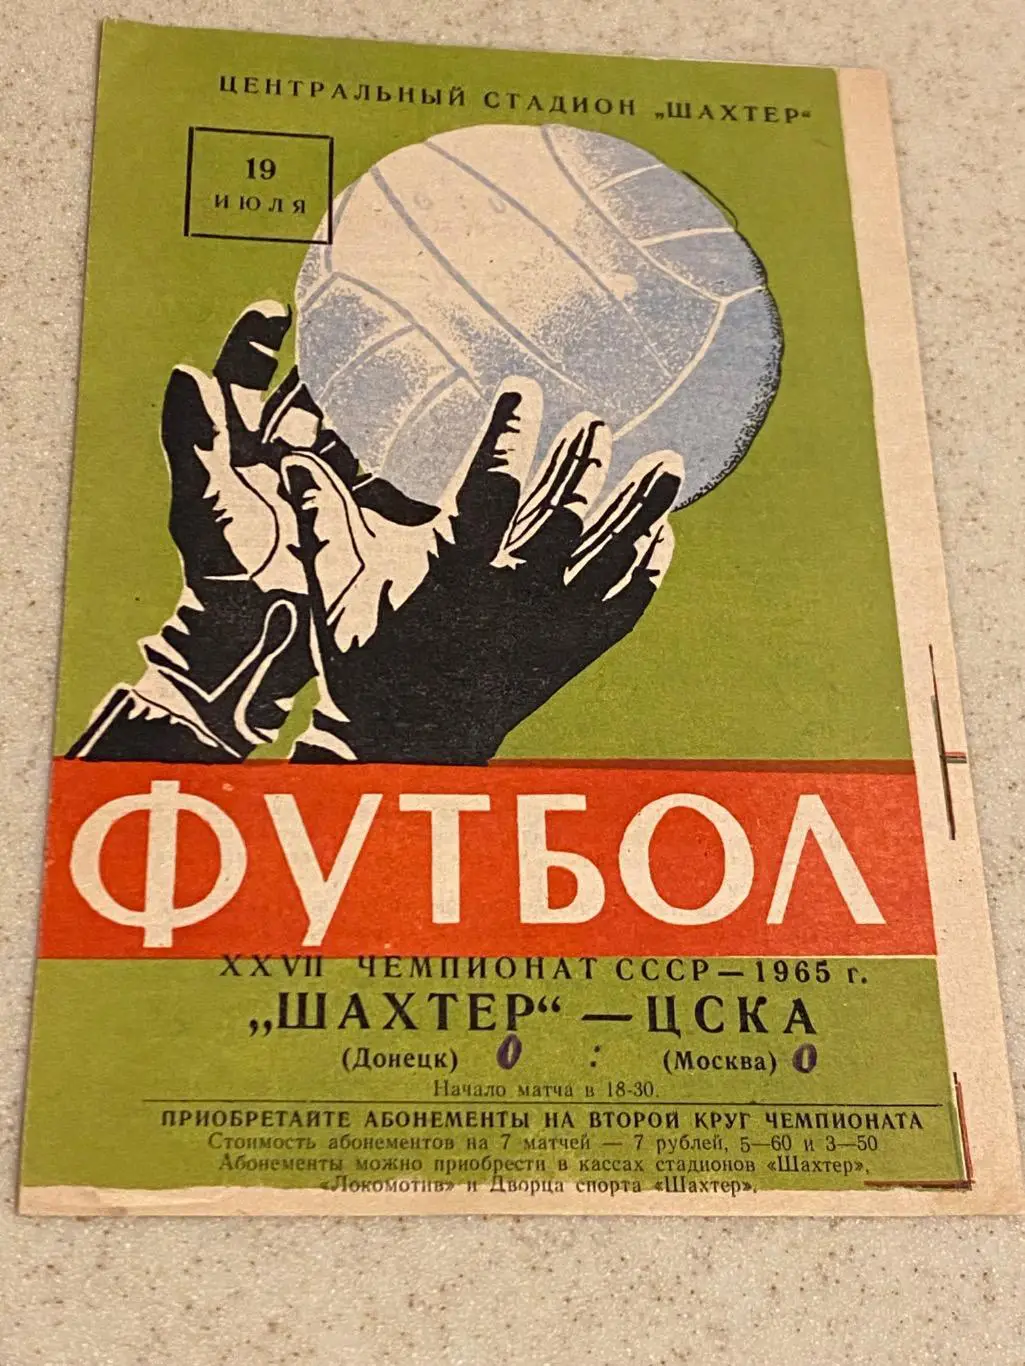 ЦЕНТРАЛЬНЫЙ СТАДИОН „ШАХТЕР“
19
ИЮЛЯ
ФУТБОЛ
XXVII ЧЕМПИОНАТ СССР — 1965 г.
„ШАХТЕР“ — ЦСКА
(Донецк) 0 : (Москва) 0
Начало матча в 18-30.
ПРИОБРЕТАЙТЕ АБОНЕМЕНТЫ НА ВТОРОЙ КРУГ ЧЕМПИОНАТА
Стоимость абонементов на 7 матчей — 7 рублей, 5—60 и 3—50
Абонементы можно приобрести в кассах стадионов «Шахтер»,
«Локомотив» и Дворца спорта «Шахтер».